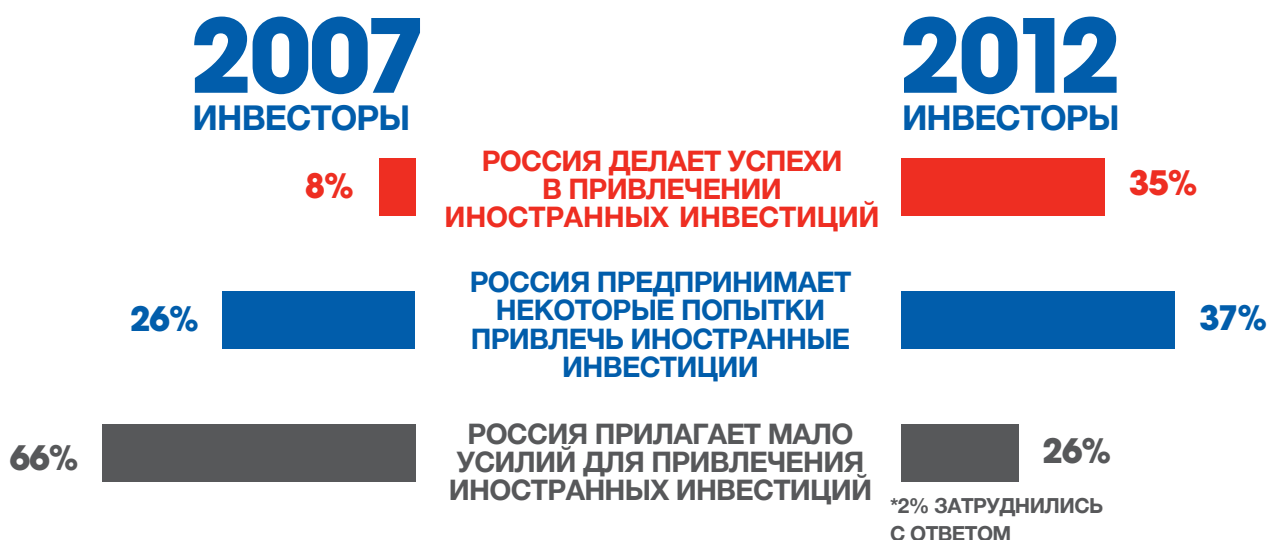 2007
ИНВЕСТОРЫ
2012
ИНВЕСТОРЫ
8%
РОССИЯ ДЕЛАЕТ УСПЕХИ
В ПРИВЛЕЧЕНИИ
ИНОСТРАННЫХ ИНВЕСТИЦИЙ
35%
26%
РОССИЯ ПРЕДПРИНИМАЕТ
НЕКОТОРЫЕ ПОПЫТКИ
ПРИВЛЕЧЬ ИНОСТРАННЫЕ
ИНВЕСТИЦИИ
37%
66%
РОССИЯ ПРИЛАГАЕТ МАЛО
УСИЛИЙ ДЛЯ ПРИВЛЕЧЕНИЯ
ИНОСТРАННЫХ ИНВЕСТИЦИЙ
26%
*2% ЗАТРУДНИЛИСЬ
С ОТВЕТОМ